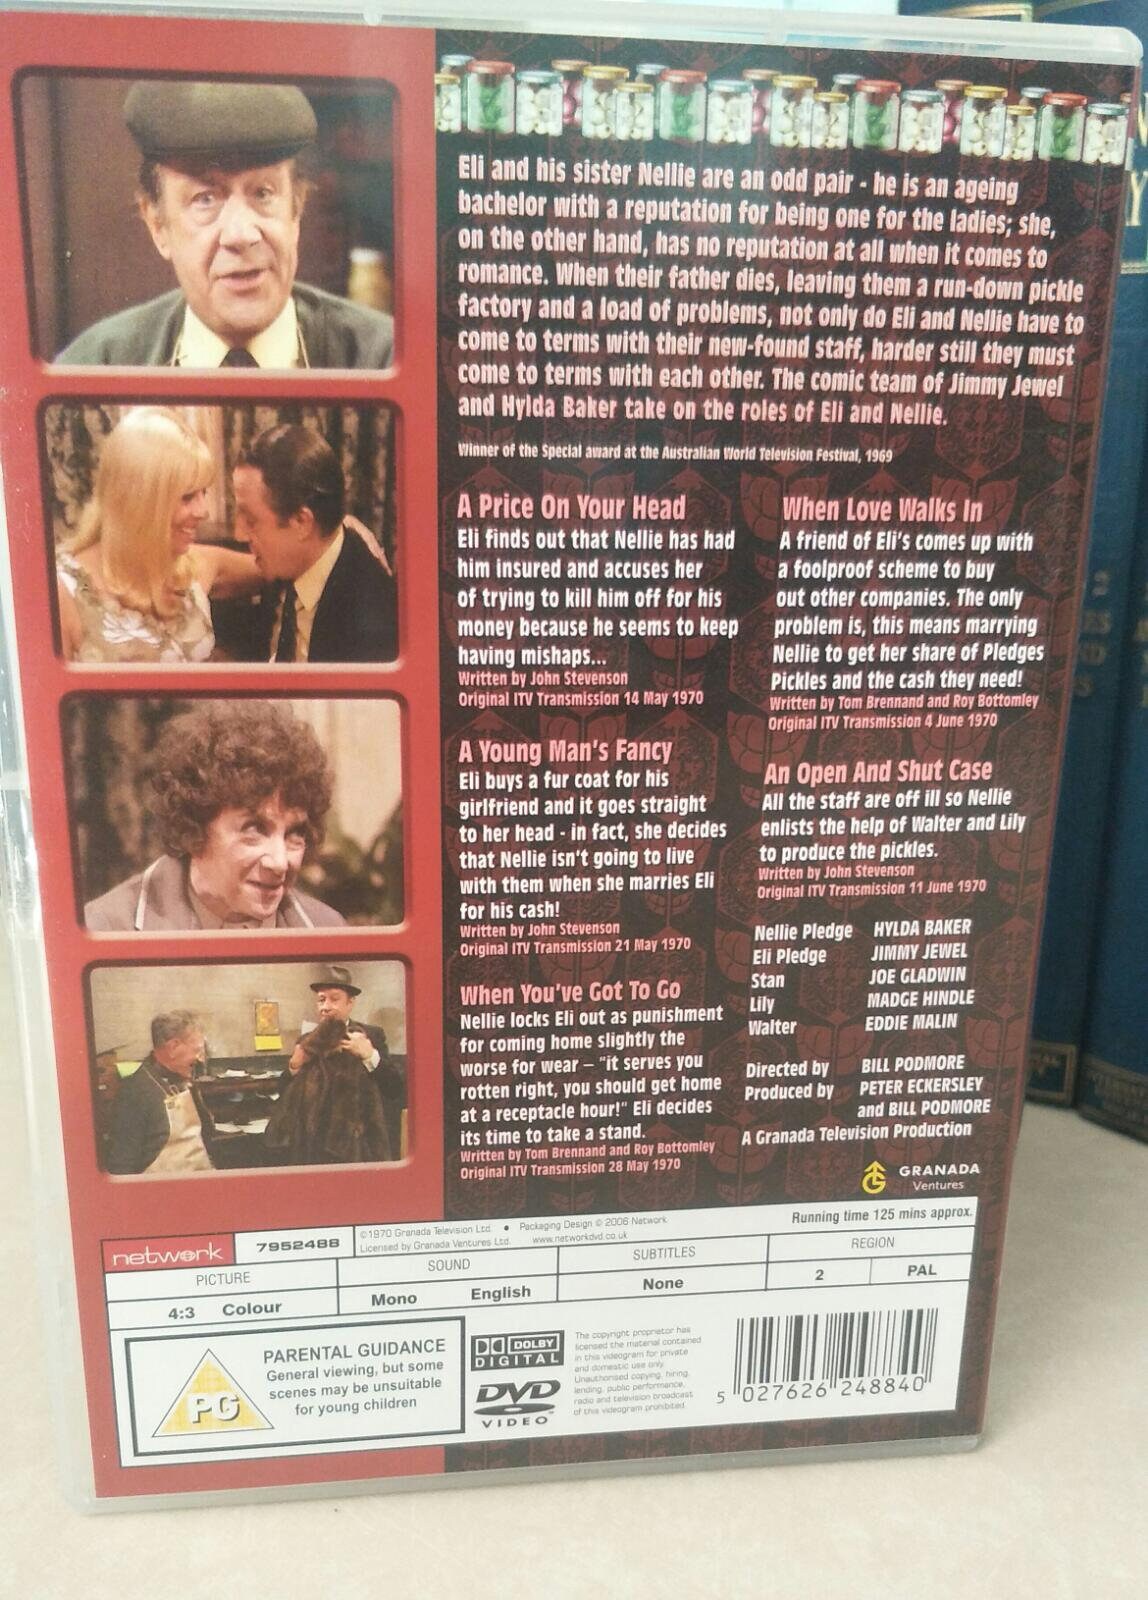 Eli and his sister Nellie are an odd pair - he is an ageing
bachelor with a reputation for being one for the ladies; she,
on the other hand, has no reputation at all when it comes to
romance. When their father dies, leaving them a run-down pickle
factory and a load of problems, not only do Eli and Nellie have to
come to terms with their new-found staff, harder still they must
come to terms with each other. The comic team of Jimmy Jewel
and Hylda Baker take on the roles of Eli and Nellie.
Winner of the Special award at the Australian World Television Festival, 1969
A Price On Your Head
Eli finds out that Nellie has had
him insured and accuses her
of trying to kill him off for his
money because he seems to keep
having mishaps...
Written by John Stevenson
Original ITV Transmission 14 May 1970
A Young Man's Fancy
Eli buys a fur coat for his
girlfriend and it goes straight
to her head - in fact, she decides
that Nellie isn't going to live
with them when she marries Eli
for his cash!
Written by John Stevenson
Original ITV Transmission 21 May 1970
When You've Got To Go
Nellie locks Eli out as punishment
for coming home slightly the
worse for wear – "it serves you
rotten right, you should get home
at a receptacle hour!" Eli decides
its time to take a stand.
Written by Tom Brennand and Roy Bottomley
Original ITV Transmission 28 May 1970
When Love Walks In
A friend of Eli's comes up with
a foolproof scheme to buy
out other companies. The only
problem is, this means marrying
Nellie to get her share of Pledges
Pickles and the cash they need!
Written by Tom Brennand and Roy Bottomley
Original ITV Transmission 4 June 1970
An Open And Shut Case
All the staff are off ill so Nellie
enlists the help of Walter and Lily
to produce the pickles.
Written by John Stevenson
Original ITV Transmission 11 June 1970
Nellie Pledge HYLDA BAKER
Eli Pledge JIMMY JEWEL
Stan JOE GLADWIN
Lily MADGE HINDLE
Walter EDDIE MALIN
Directed by BILL PODMORE
Produced by PETER ECKERSLEY
and BILL PODMORE
A Granada Television Production
GRANADA
Ventures
Running time 125 mins approx.
network 7952488
©1970 Granada Television Ltd. • Packaging Design © 2006 Network
Licensed by Granada Ventures Ltd. www.networkdvd.co.uk
PICTURE SOUND SUBTITLES REGION
4:3 Colour Mono English None 2 PAL
PG
PARENTAL GUIDANCE
General viewing, but some
scenes may be unsuitable
for young children
DOLBY
DIGITAL
DVD
VIDEO
The copyright proprietor has
licensed the material contained
in this videogram for private
and domestic use only.
Unauthorised copying, hiring,
lending, public performance,
radio and television broadcast
of this videogram prohibited.
5 027626 248840